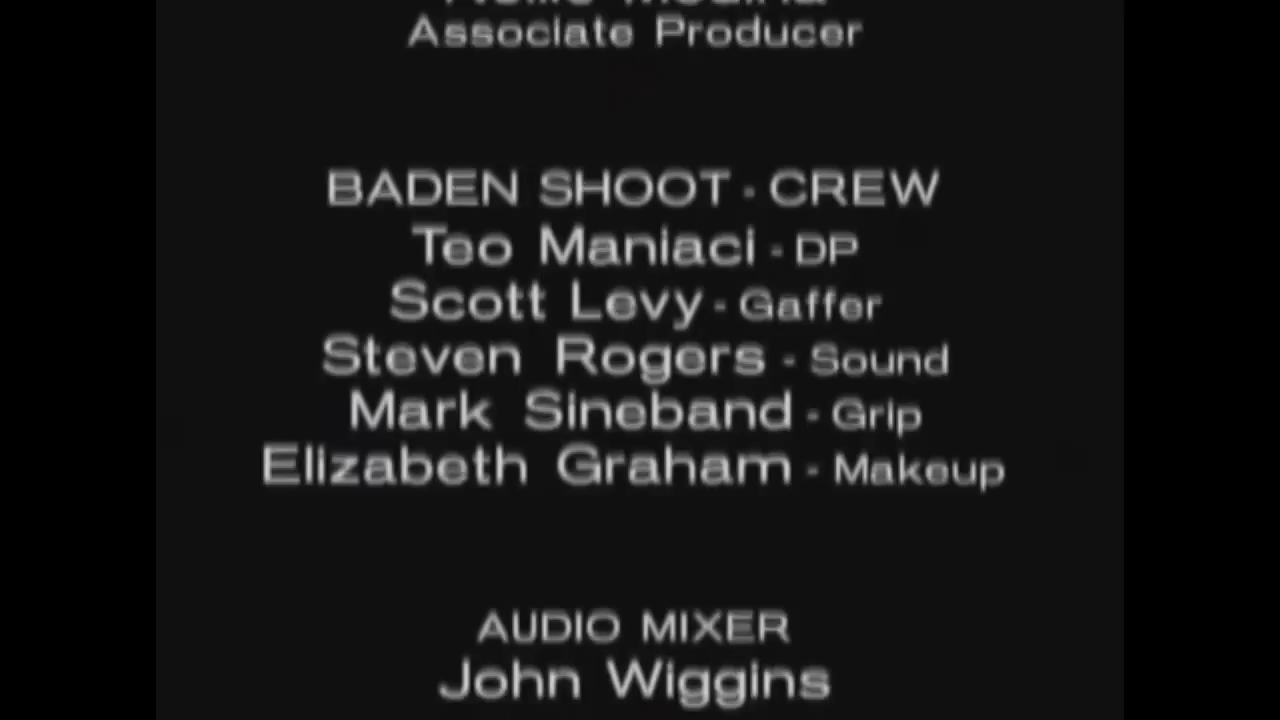 Associate Producer
BADEN SHOOT - CREW
Teo Maniaci - DP
Scott Levy - Gaffer
Steven Rogers - Sound
Mark Sineband - Grip
Elizabeth Graham - Makeup
AUDIO MIXER
John Wiggins